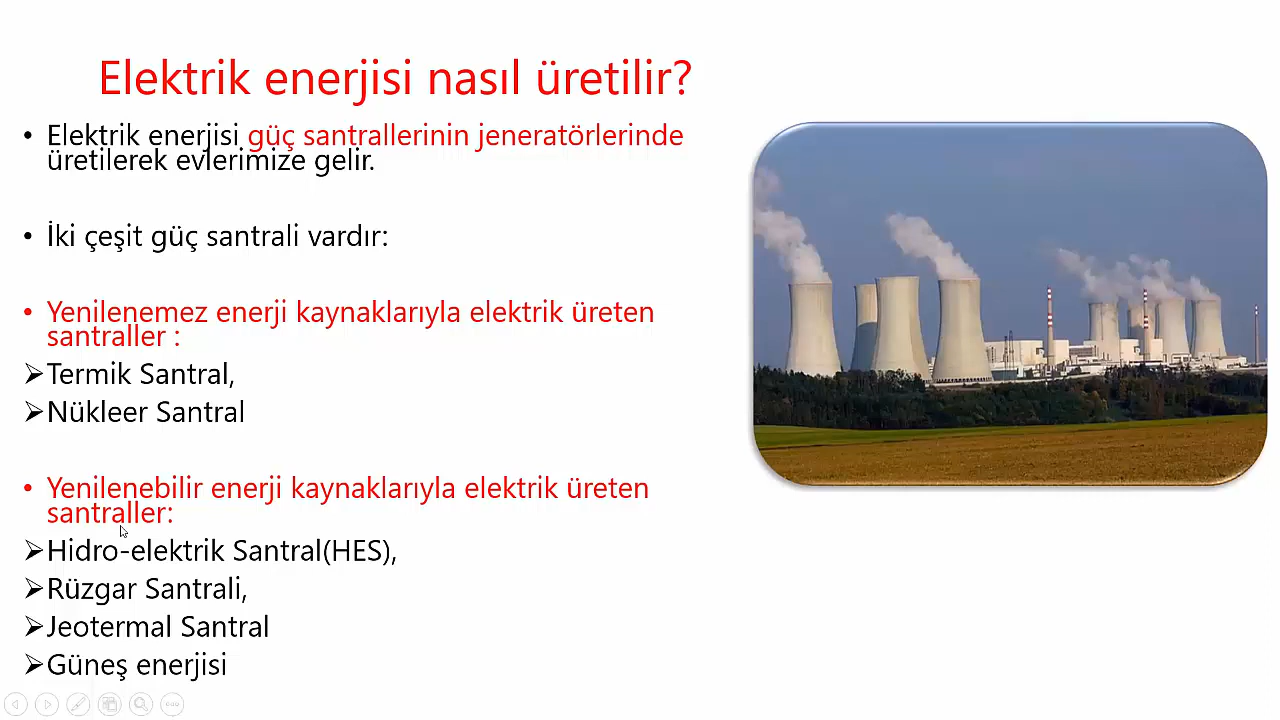 Elektrik enerjisi nasıl üretilir?
• Elektrik enerjisi güç santrallerinin jeneratörlerinde
üretilerek evlerimize gelir.
• İki çeşit güç santrali vardır:
• Yenilenemez enerji kaynaklarıyla elektrik üreten
santraller :
➢Termik Santral,
➢Nükleer Santral
• Yenilenebilir enerji kaynaklarıyla elektrik üreten
santraller:
➢Hidro-elektrik Santral(HES),
➢Rüzgar Santrali,
➢Jeotermal Santral
➢Güneş enerjisi